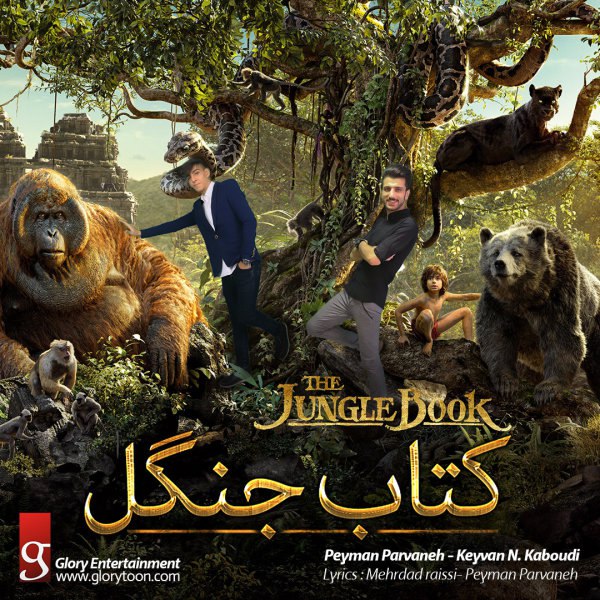 THE
JUNGLE BOOK
کتاب جنگل
Glory Entertainment
www.glorytoon.com
Peyman Parvaneh - Keyvan N. Kaboudi
Lyrics : Mehrdad raissi- Peyman Parvaneh